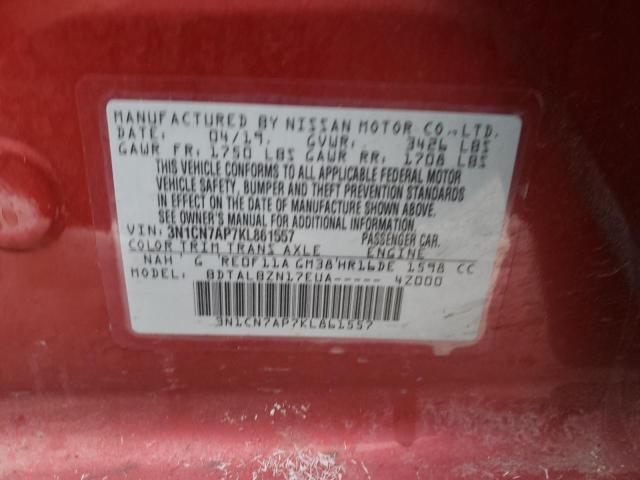 MANUFACTURED BY NISSAN MOTOR CO.,LTD.
DATE: 04/19. GVWR: 3426 LBS
GAWR FR: 1750 LBS GAWR RR: 1708 LBS
THIS VEHICLE CONFORMS TO ALL APPLICABLE FEDERAL MOTOR
VEHICLE SAFETY, BUMPER AND THEFT PREVENTION STANDARDS
IN EFFECT ON THE DATE OF MANUFACTURE SHOWN ABOVE.
SEE OWNER'S MANUAL FOR ADDITIONAL INFORMATION.
VIN: 3N1CN7AP7KL861557 PASSENGER CAR.
COLOR TRIM TRANS AXLE ENGINE
NAH G RE0F11A GM38 HR16DE 1598 CC
BDTALBZN17EUA----- 4Z000
3N1CN7AP7KL861557